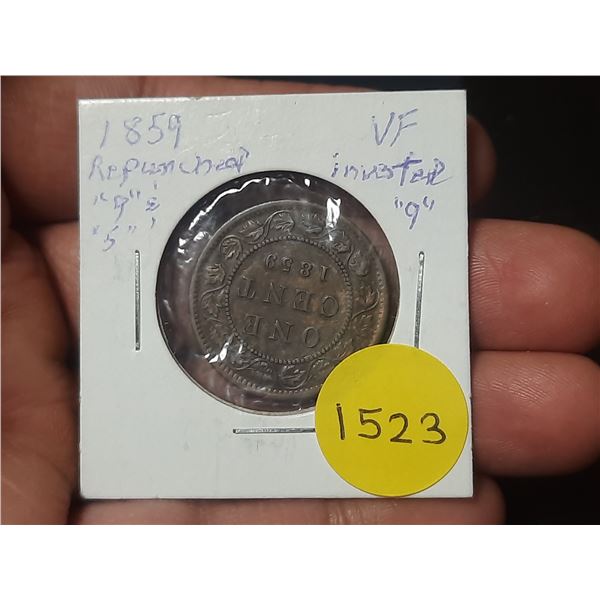 1859
Repunched
"9" &
"5"
VF
inverted
"9"
ONE
CENT
1859
1523